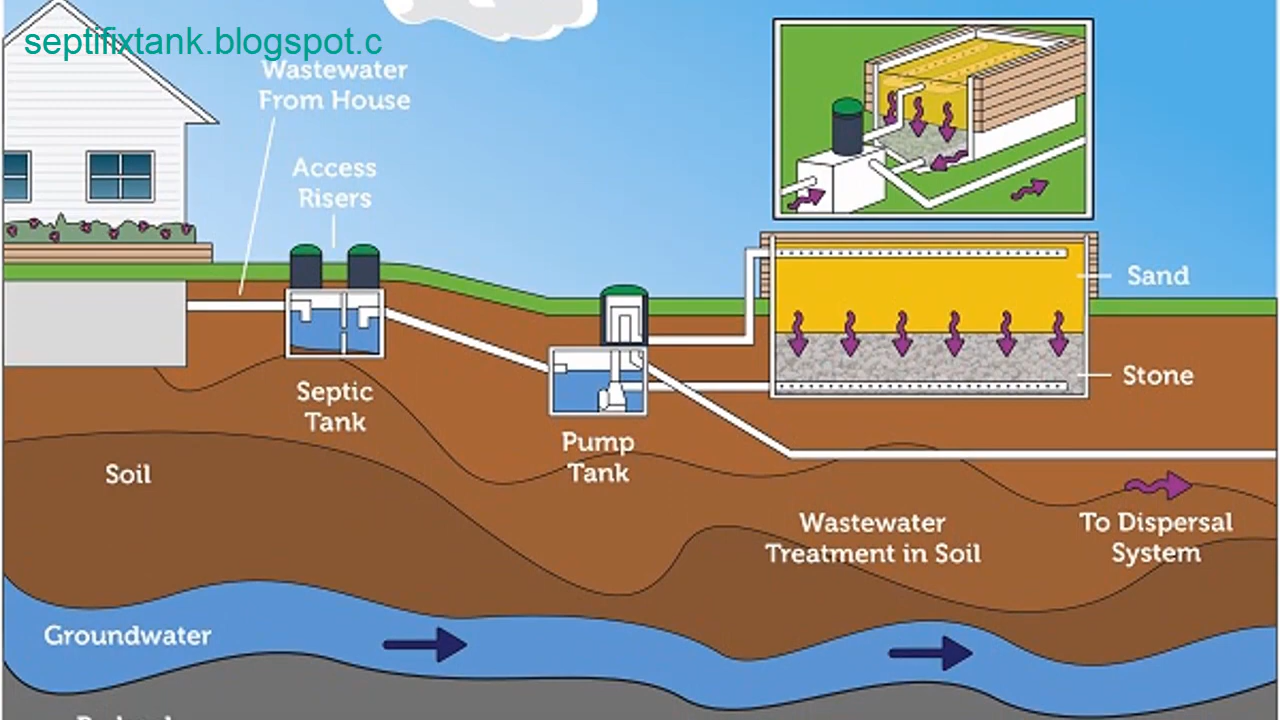 septifixtank.blogspot.c
Wastewater
From House
Access
Risers
Sand
Stone
Septic
Tank
Pump
Tank
Soil
Wastewater
Treatment in Soil
To Dispersal
System
Groundwater